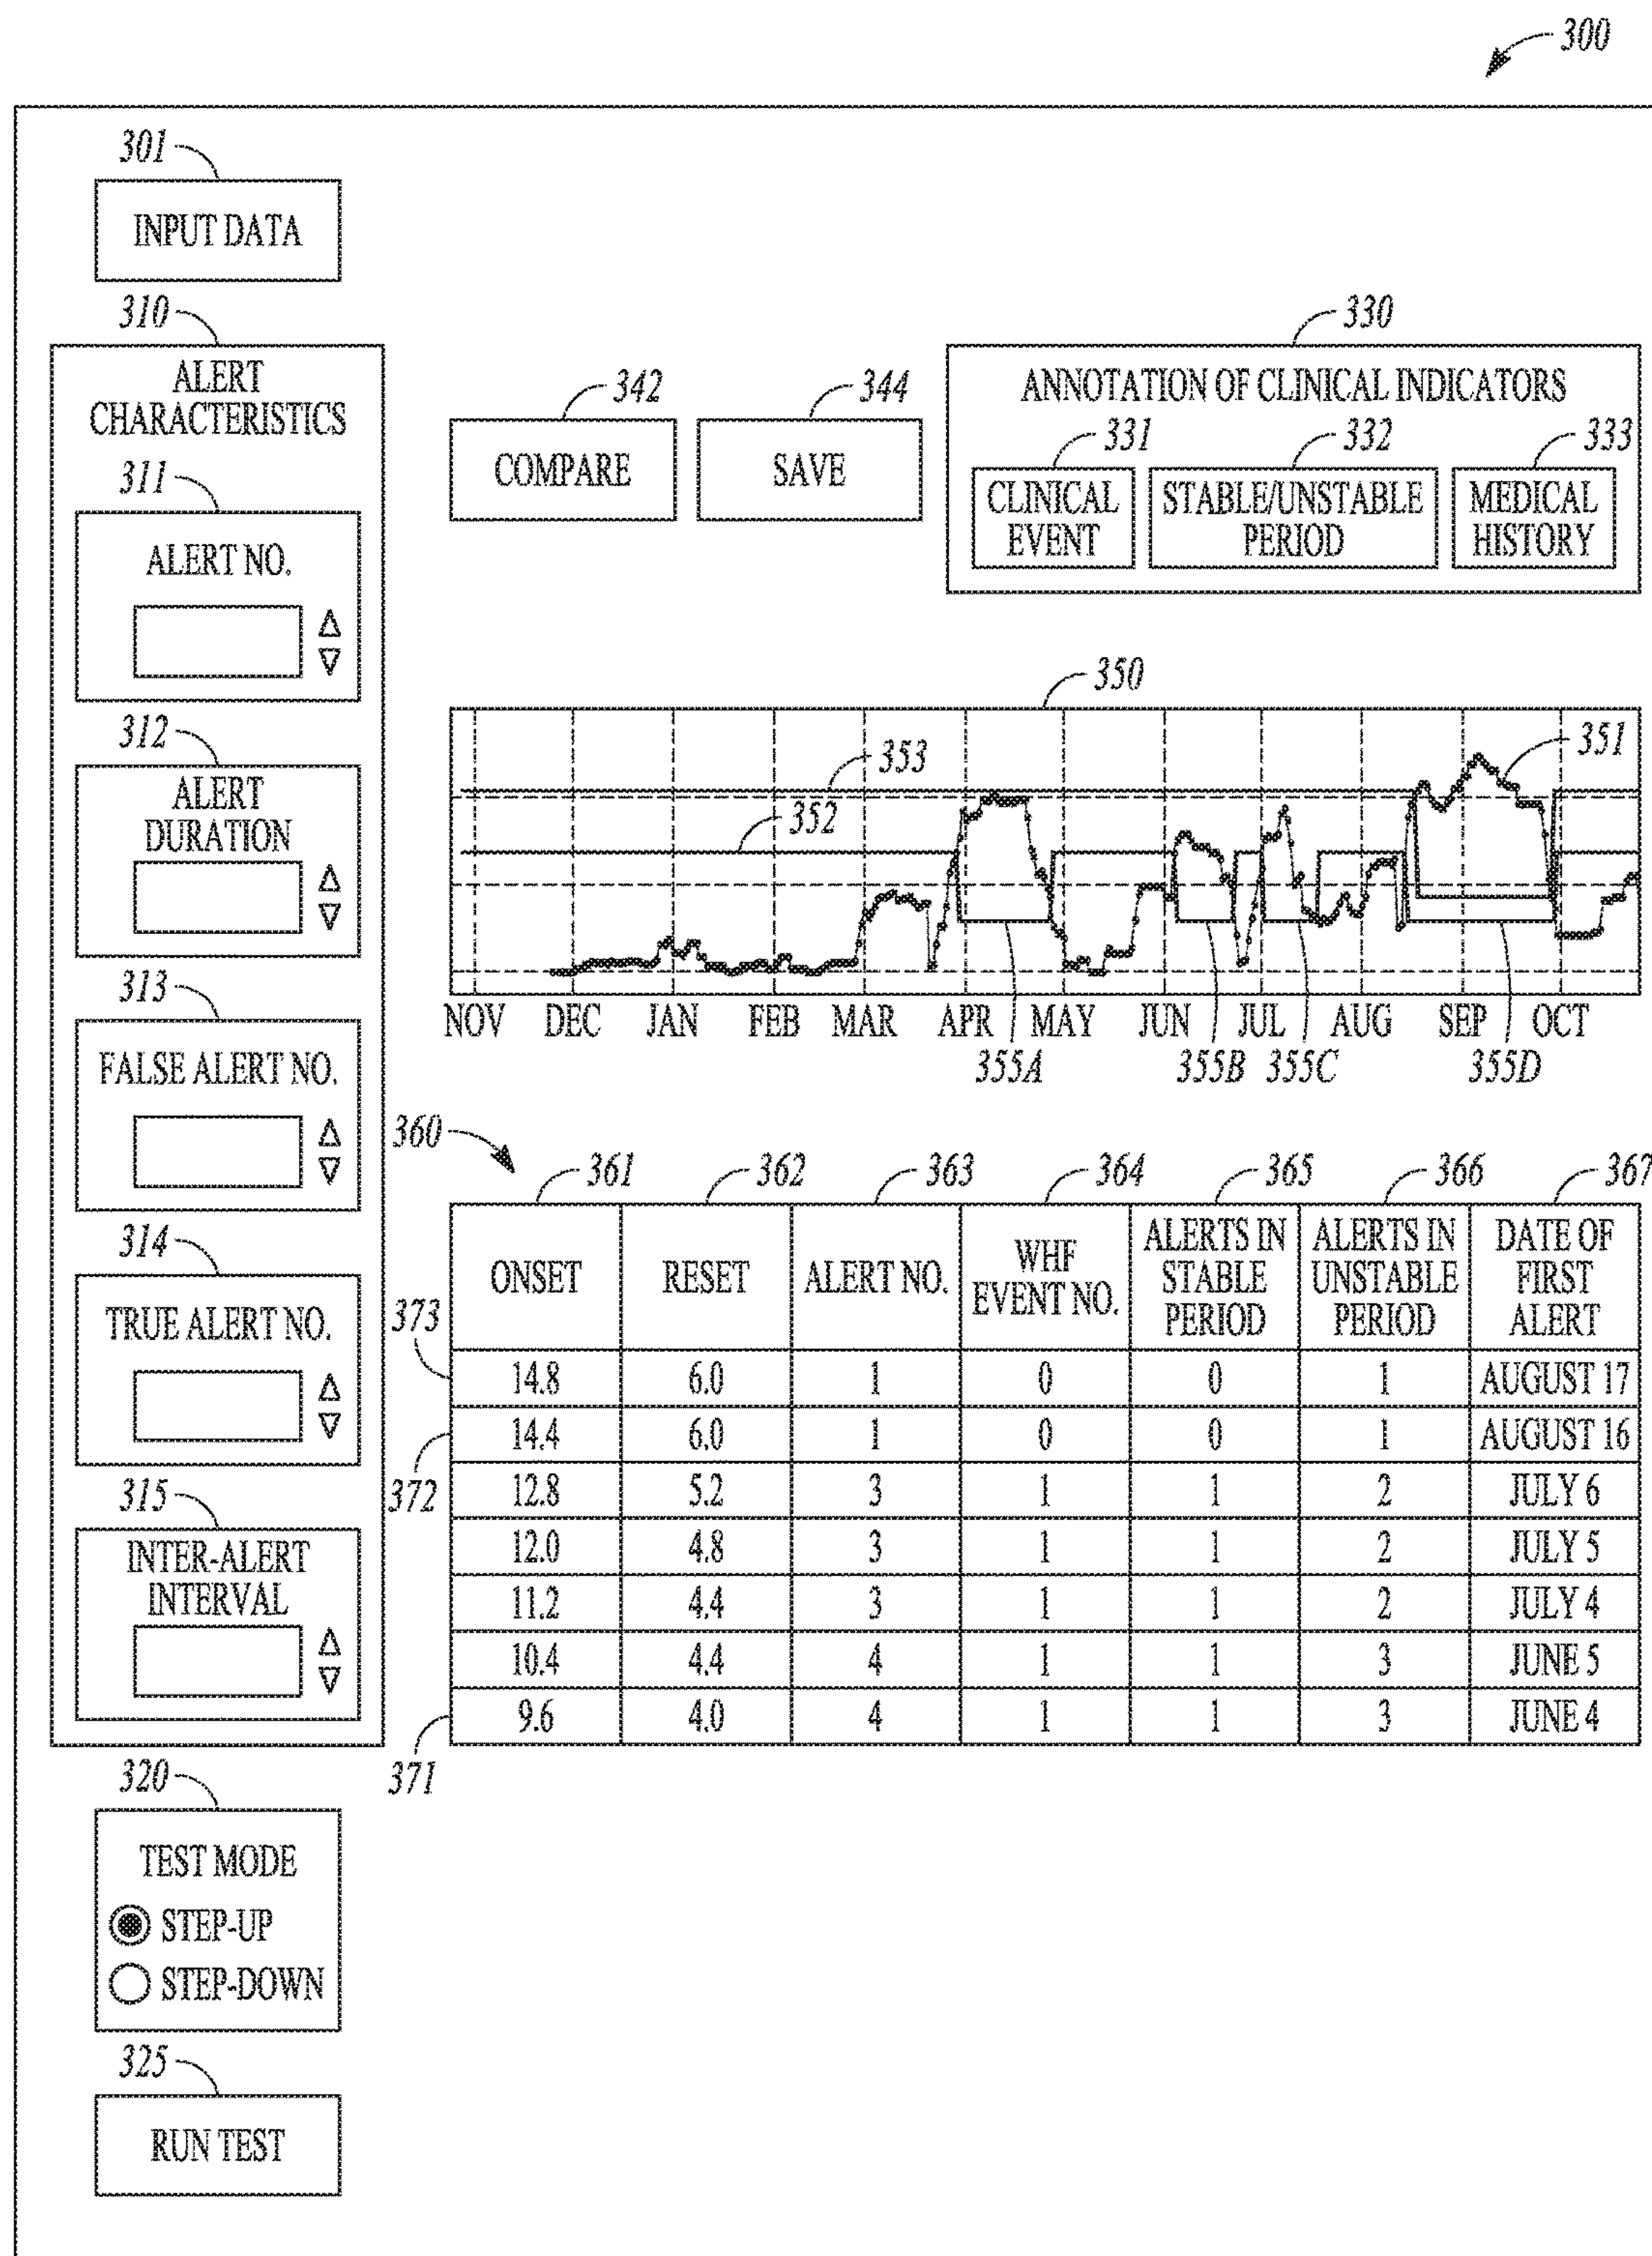 300
301
INPUT DATA
310
ALERT
CHARACTERISTICS
311
ALERT NO.
312
ALERT
DURATION
313
FALSE ALERT NO.
314
TRUE ALERT NO.
315
INTER-ALERT
INTERVAL
320
TEST MODE
STEP-UP
STEP-DOWN
325
RUN TEST
342
COMPARE
344
SAVE
330
ANNOTATION OF CLINICAL INDICATORS
331
CLINICAL
EVENT
332
STABLE/UNSTABLE
PERIOD
333
MEDICAL
HISTORY
350
351
353
352
NOV DEC JAN FEB MAR APR MAY JUN JUL AUG SEP OCT
355A 355B 355C 355D
360
361 362 363 364 365 366 367
ONSET
RESET
ALERT NO.
WHF
EVENT NO.
ALERTS IN
STABLE
PERIOD
ALERTS IN
UNSTABLE
PERIOD
DATE OF
FIRST
ALERT
373
14.8 6.0 1 0 0 1 AUGUST 17
14.4 6.0 1 0 0 1 AUGUST 16
372
12.8 5.2 3 1 1 2 JULY 6
12.0 4.8 3 1 1 2 JULY 5
11.2 4.4 3 1 1 2 JULY 4
10.4 4.4 4 1 1 3 JUNE 5
9.6 4.0 4 1 1 3 JUNE 4
371